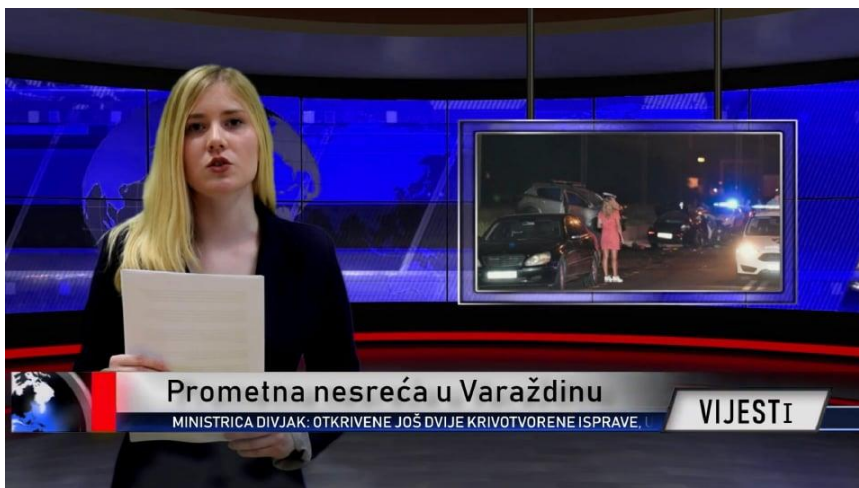 Prometna nesreća u Varaždinu
MINISTRICA DIVJAK: OTKRIVENE JOŠ DVIJE KRIVOTVORENE ISPRAVE,
VIJESTI